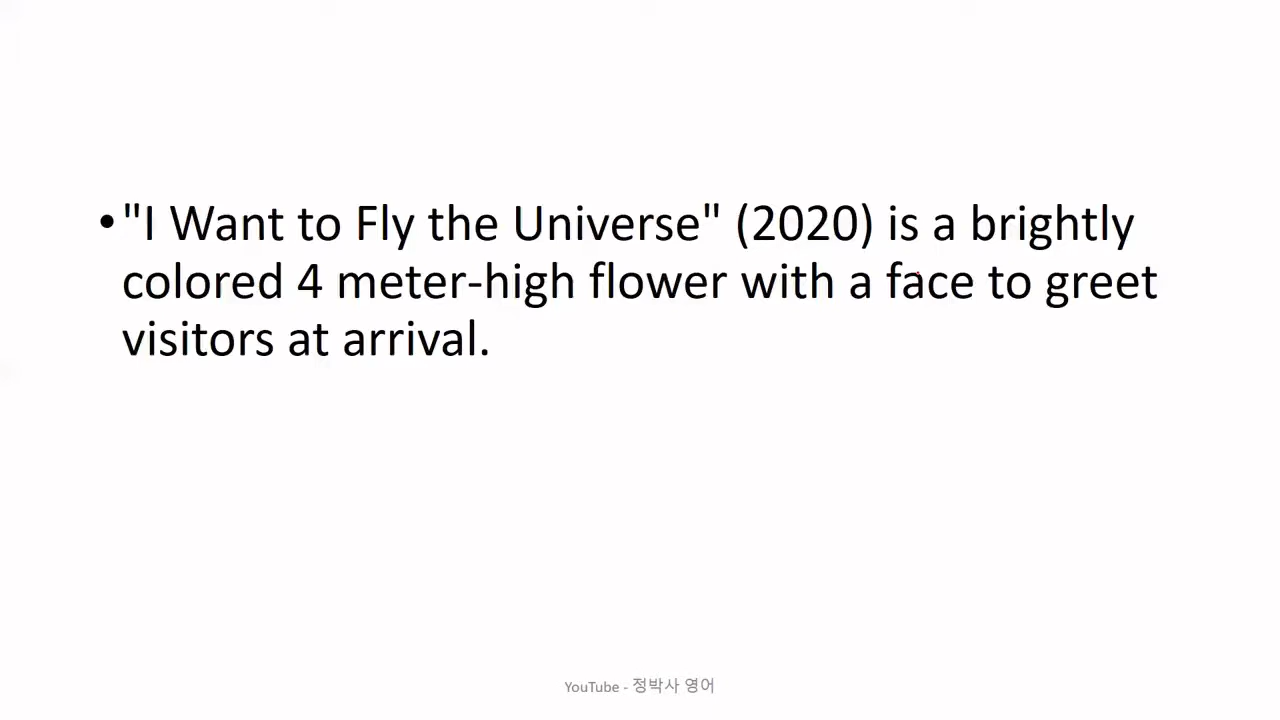 •"I Want to Fly the Universe" (2020) is a brightly
colored 4 meter-high flower with a face to greet
visitors at arrival.
YouTube - 정박사 영어